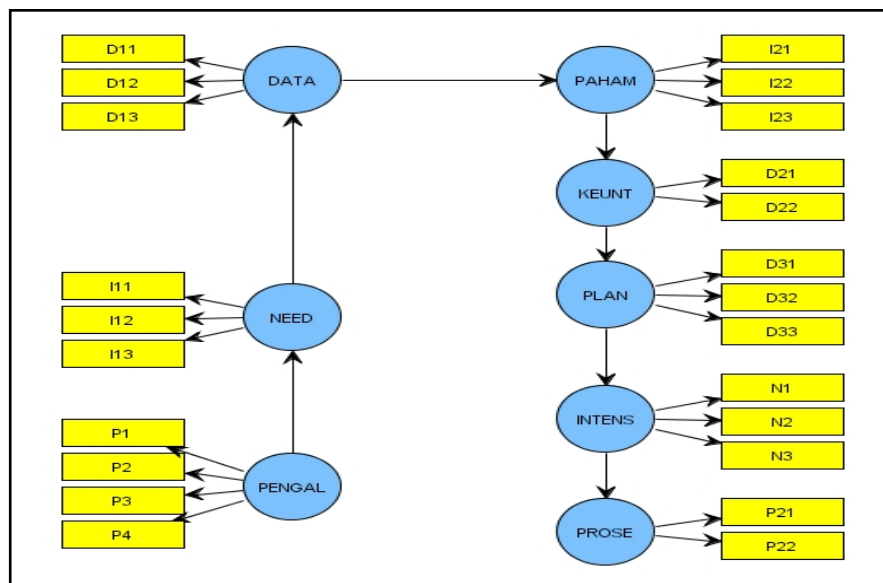 D11
D12
D13
DATA
PAHAM
I21
I22
I23
KEUNT
D21
D22
PLAN
D31
D32
D33
I11
I12
I13
NEED
INTENS
N1
N2
N3
P1
P2
P3
P4
PENGAL
PROSE
P21
P22